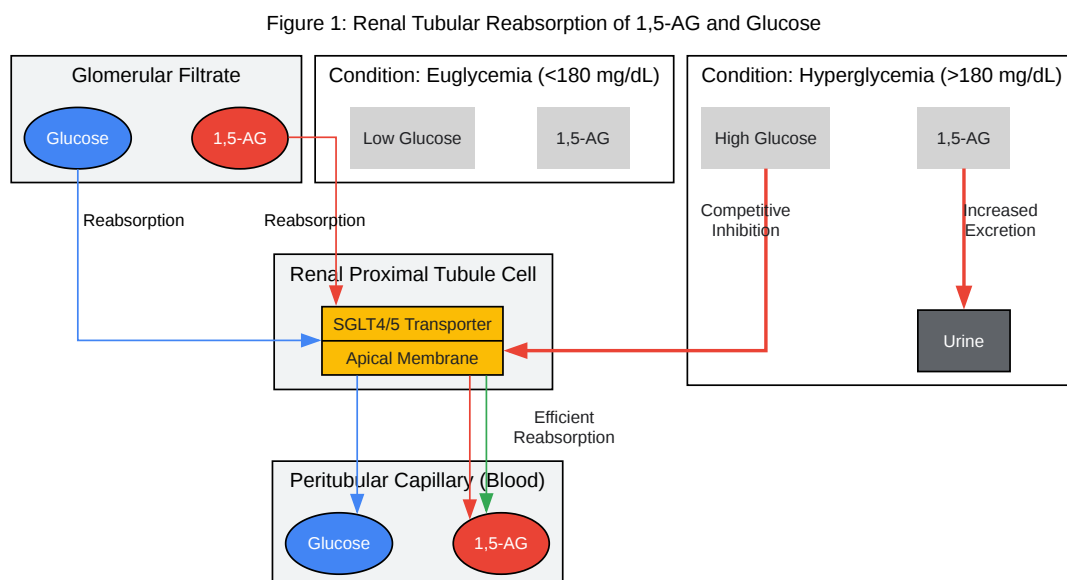 Figure 1: Renal Tubular Reabsorption of 1,5-AG and Glucose
Glomerular Filtrate
Glucose
1,5-AG
Condition: Euglycemia (<180 mg/dL)
Low Glucose
1,5-AG
Condition: Hyperglycemia (>180 mg/dL)
High Glucose
1,5-AG
Reabsorption
Reabsorption
Competitive
Inhibition
Increased
Excretion
Renal Proximal Tubule Cell
SGLT4/5 Transporter
Apical Membrane
Urine
Efficient
Reabsorption
Peritubular Capillary (Blood)
Glucose
1,5-AG